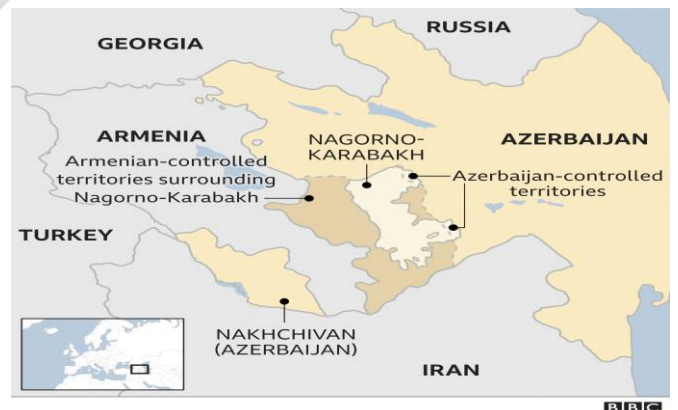 RUSSIA
GEORGIA
ARMENIA
NAGORNO-
KARABAKH
AZERBAIJAN
Armenian-controlled
territories surrounding
Nagorno-Karabakh
Azerbaijan-controlled
territories
TURKEY
NAKHCHIVAN
(AZERBAIJAN)
IRAN
BBC